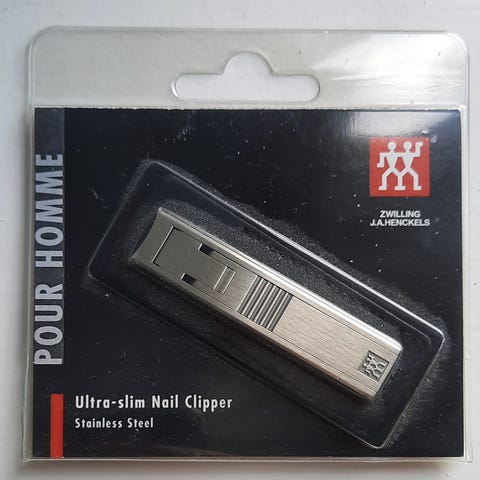 POUR HOMME
ZWILLING
J.A.HENCKELS
Ultra-slim Nail Clipper
Stainless Steel